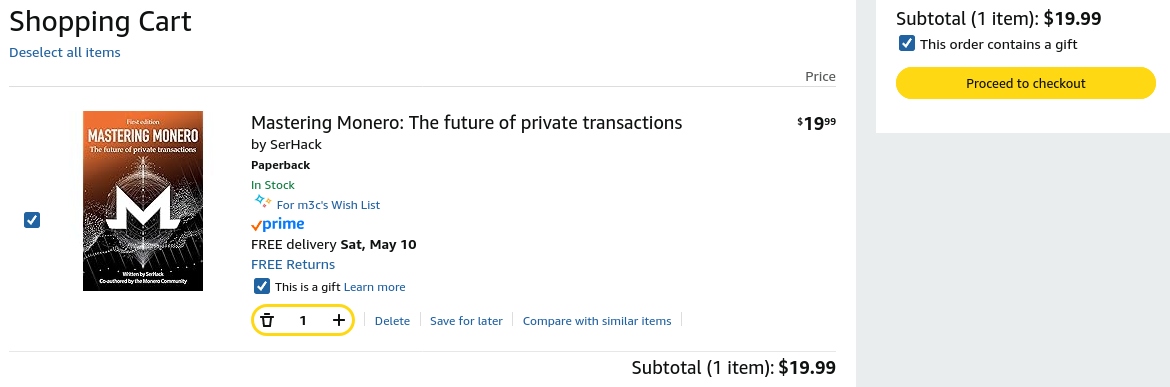 Shopping Cart
Deselect all items
Price
First edition
MASTERING MONERO
The future of private transactions
Written by SerHack
Co-authored by the Monero Community
Mastering Monero: The future of private transactions
$19⁹⁹
by SerHack
Paperback
In Stock
For m3c's Wish List
prime
FREE delivery Sat, May 10
FREE Returns
This is a gift Learn more
1
Delete
Save for later
Compare with similar items
Subtotal (1 item): $19.99
Subtotal (1 item): $19.99
This order contains a gift
Proceed to checkout